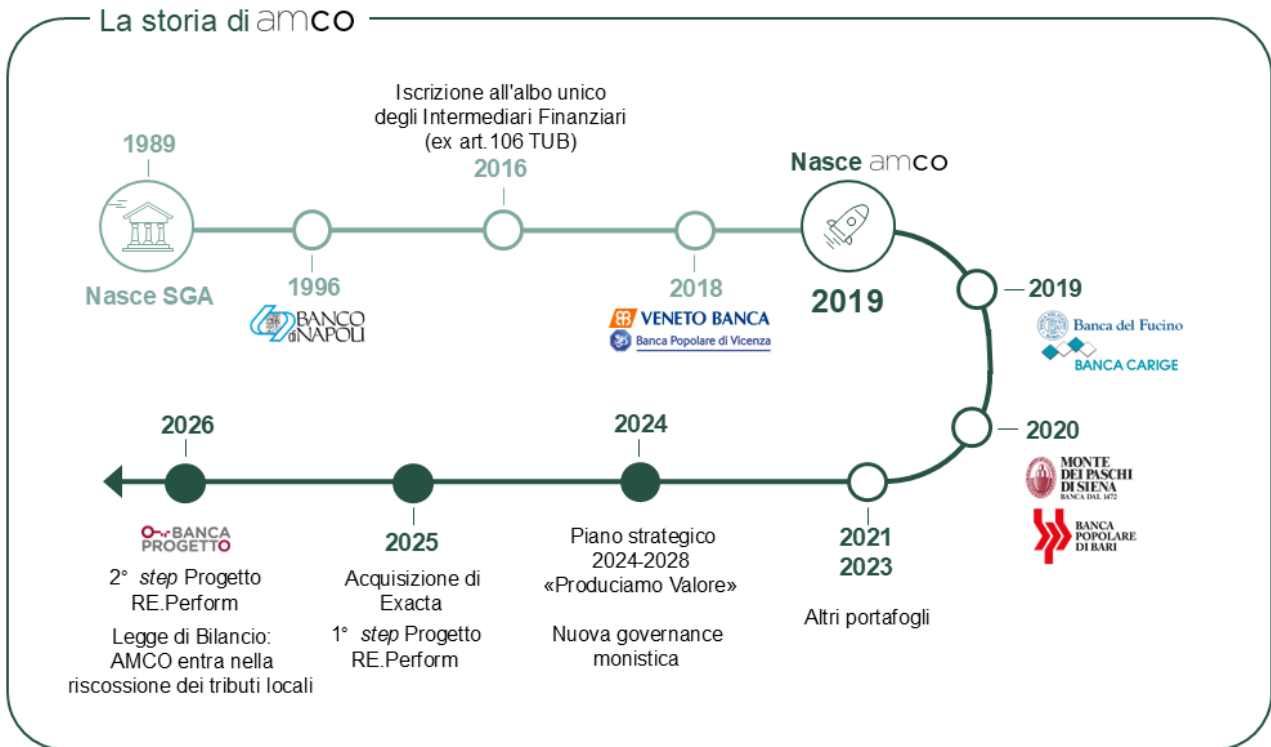 La storia di amco
Iscrizione all'albo unico
degli Intermediari Finanziari
(ex art.106 TUB)
1989
2016
Nasce amco
Nasce SGA
1996
BANCO
di NAPOLI
2018
VENETO BANCA
Banca Popolare di Vicenza
2019
2019
Banca del Fucino
BANCA CARIGE
2020
MONTE
DEI PASCHI
DI SIENA
BANCA DAL 1472
BANCA
POPOLARE
DI BARI
2021
2023
Altri portafogli
2024
Piano strategico
2024-2028
«Produciamo Valore»
Nuova governance
monistica
2025
Acquisizione di
Exacta
1° step Progetto
RE.Perform
2026
BANCA
PROGETTO
2° step Progetto
RE.Perform
Legge di Bilancio:
AMCO entra nella
riscossione dei tributi locali